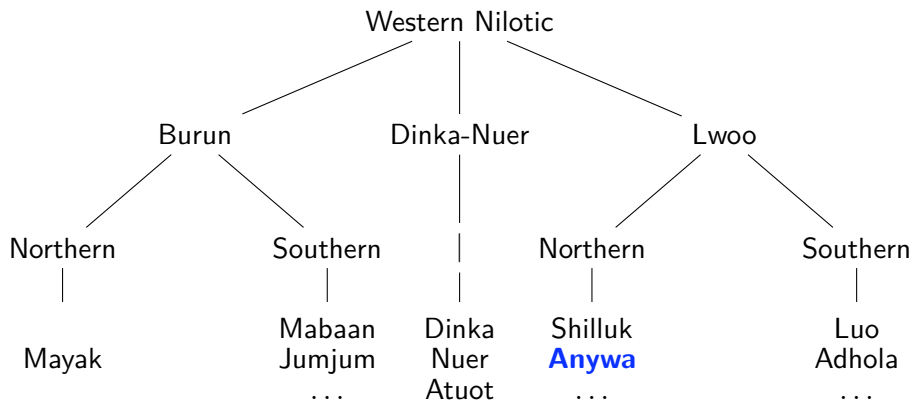 Western Nilotic
Burun Dinka-Nuer Lwoo
Northern Southern Northern Southern
Mabaan Dinka Shilluk Luo
Mayak Jumjum Nuer Anywa Adhola
... Atuot ... ...